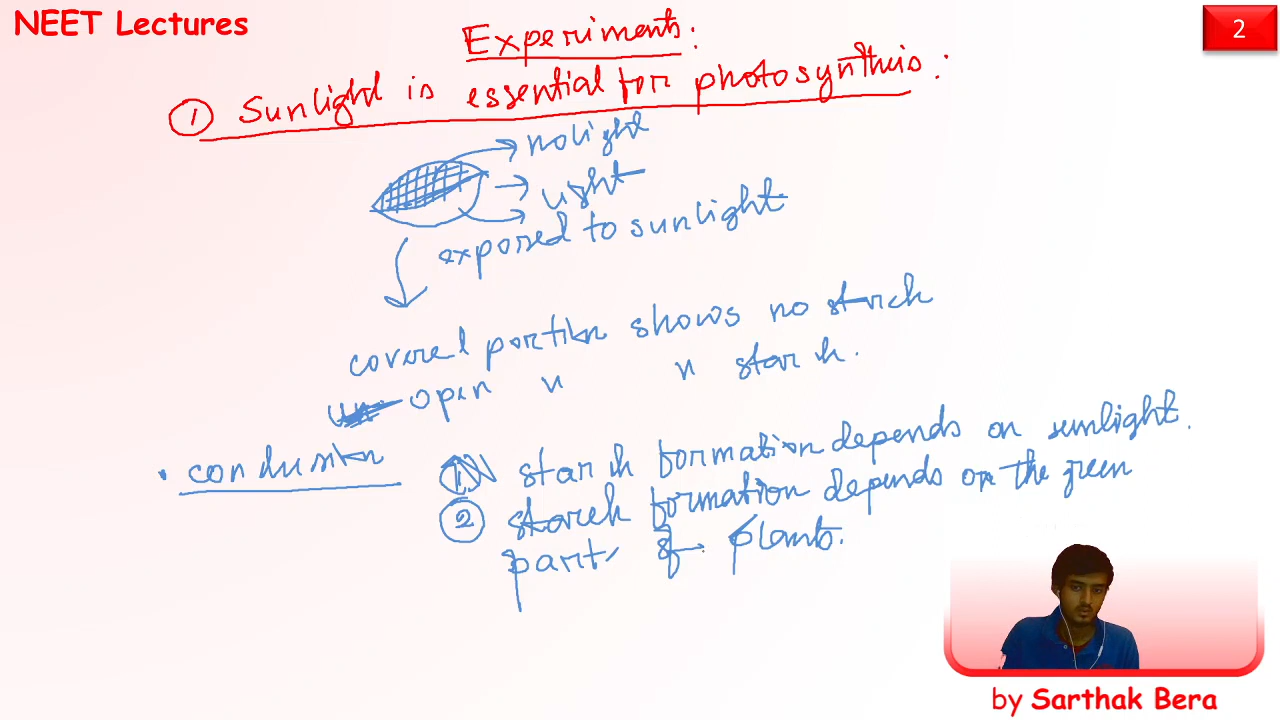 NEET Lectures
2
Experiments:
① Sunlight is essential for photosynthesis:
no light
light
exposed to sunlight
covered portion shows no starch
open " " starch.
• conclusion ① starch formation depends on sunlight.
② starch formation depends on the green
parts of plants.
by Sarthak Bera